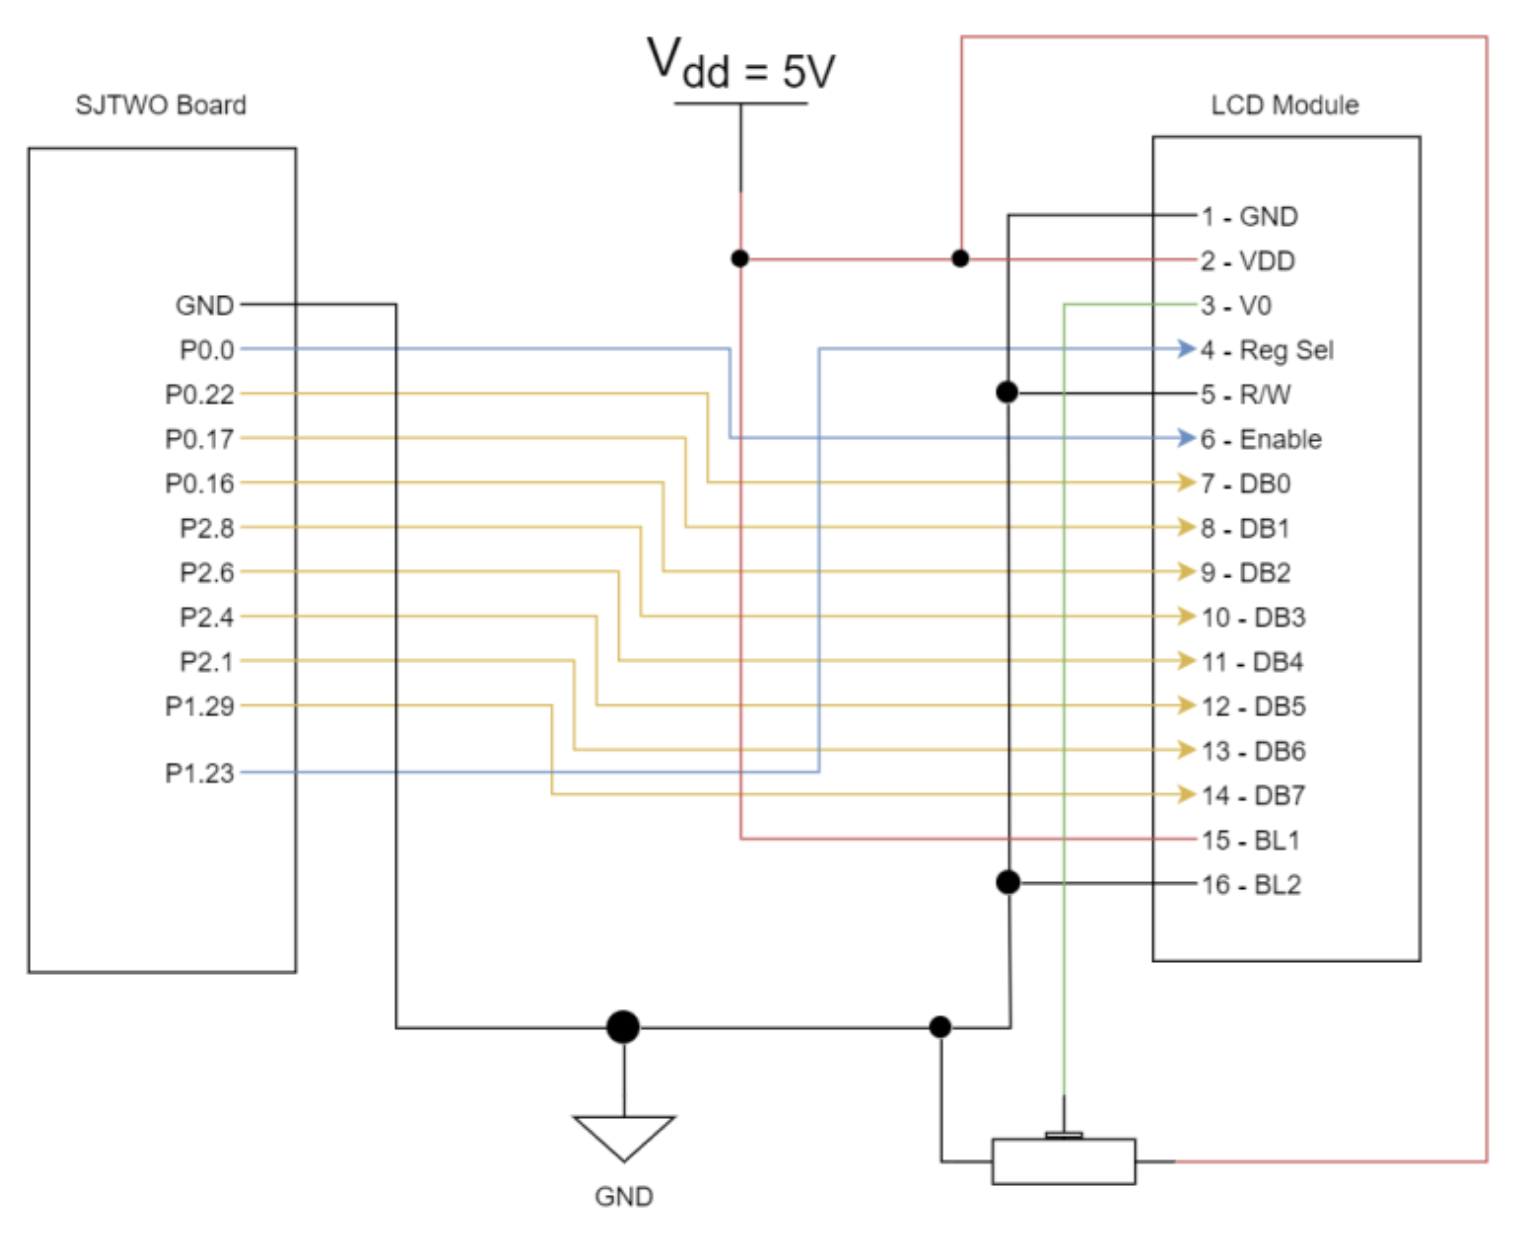 V_dd = 5V
SJTWO Board
GND
P0.0
P0.22
P0.17
P0.16
P2.8
P2.6
P2.4
P2.1
P1.29
P1.23
LCD Module
1 - GND
2 - VDD
3 - V0
4 - Reg Sel
5 - R/W
6 - Enable
7 - DB0
8 - DB1
9 - DB2
10 - DB3
11 - DB4
12 - DB5
13 - DB6
14 - DB7
15 - BL1
16 - BL2
GND